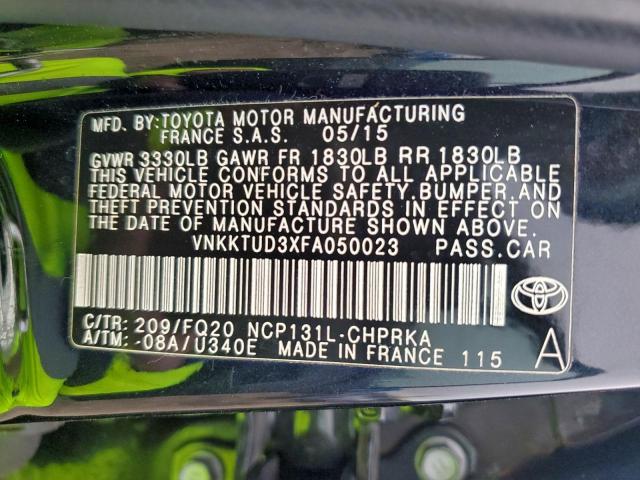 MFD. BY:TOYOTA MOTOR MANUFACTURING
FRANCE S.A.S. 05/15
GVWR 3330LB GAWR FR 1830LB RR 1830LB
THIS VEHICLE CONFORMS TO ALL APPLICABLE
FEDERAL MOTOR VEHICLE SAFETY, BUMPER, AND
THEFT PREVENTION STANDARDS IN EFFECT ON
THE DATE OF MANUFACTURE SHOWN ABOVE.
VNKKTUD3XFA050023 PASS.CAR
C/TR: 209/FQ20 NCP131L-CHPRKA
A/TM: -08A/U340E MADE IN FRANCE 115
A